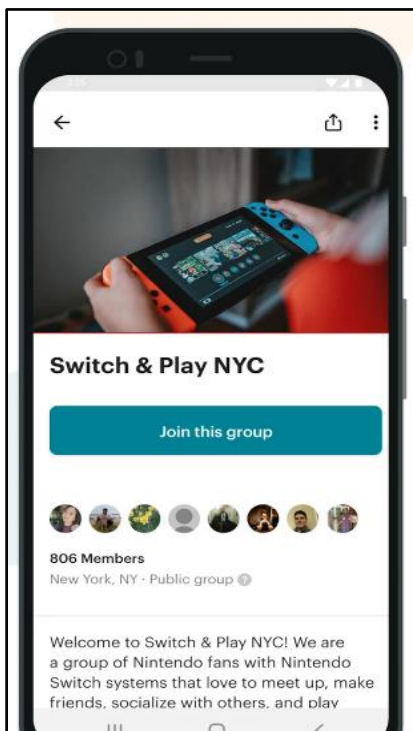 Switch & Play NYC
Join this group
806 Members
New York, NY · Public group ?
Welcome to Switch & Play NYC! We are
a group of Nintendo fans with Nintendo
Switch systems that love to meet up, make
friends, socialize with others, and play